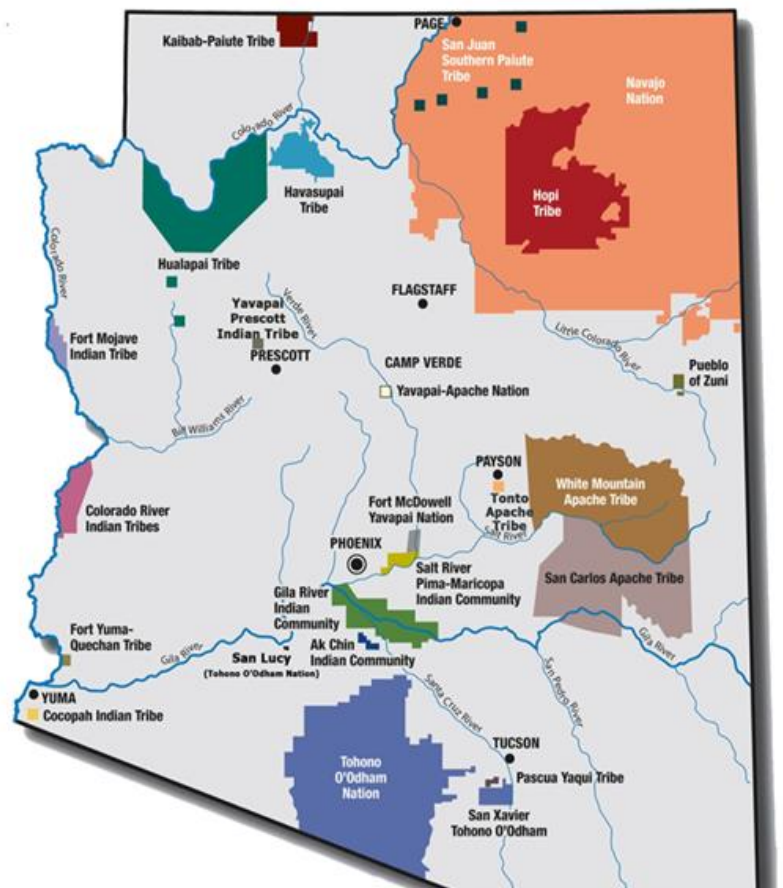 PAGE
Kaibab-Paiute Tribe
San Juan
Southern Paiute
Tribe
Navajo
Nation
Colorado River
Havasupai
Tribe
Hopi
Tribe
Colorado River
Hualapai Tribe
FLAGSTAFF
Verde River
Yavapai
Prescott
Indian Tribe
PRESCOTT
Fort Mojave
Indian Tribe
Little Colorado River
CAMP VERDE
Yavapai-Apache Nation
Pueblo
of Zuni
Bill Williams River
PAYSON
Tonto
Apache
Tribe
White Mountain
Apache Tribe
Colorado River
Indian Tribes
Fort McDowell
Yavapai Nation
Salt River
PHOENIX
Salt River
Pima-Maricopa
Indian Community
San Carlos Apache Tribe
Gila River
Indian
Community
Fort Yuma-
Quechan Tribe
Gila River
Ak Chin
Indian Community
San Lucy
(Tohono O'Odham Nation)
Gila River
San Pedro River
Santa Cruz River
YUMA
Cocopah Indian Tribe
TUCSON
Tohono
O'Odham
Nation
Pascua Yaqui Tribe
San Xavier
Tohono O'Odham